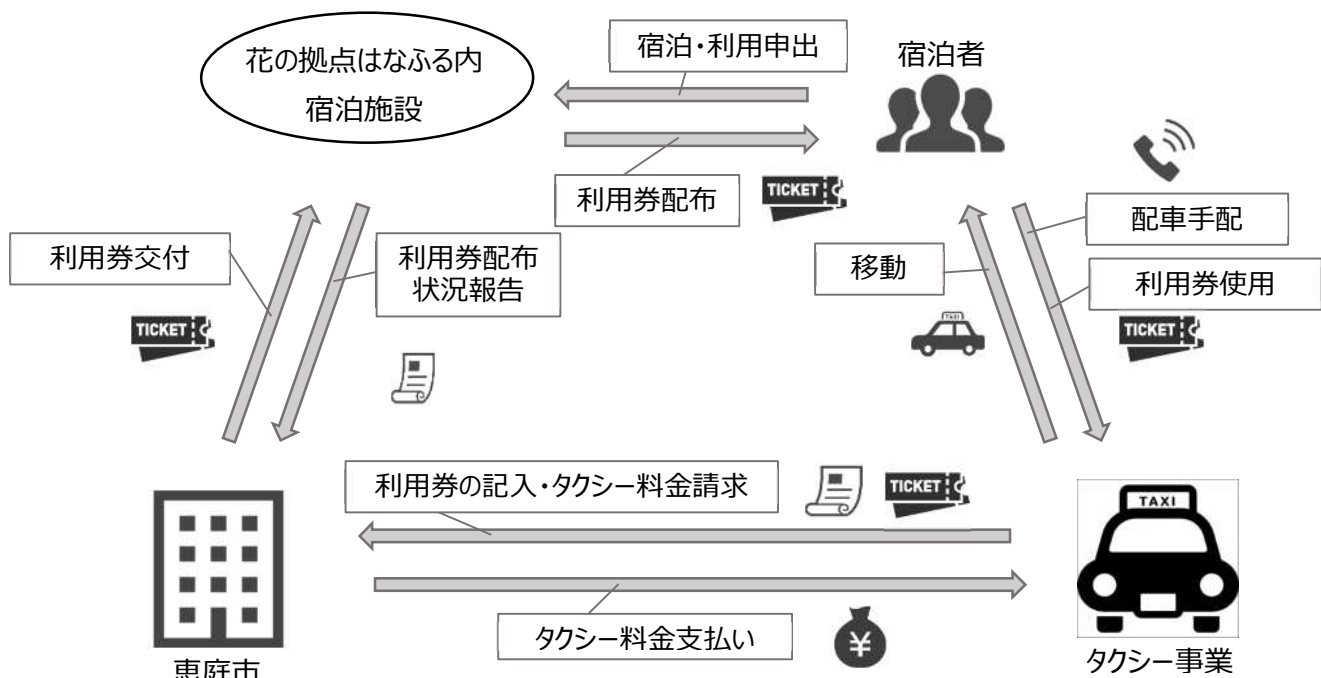 花の拠点はなふる内
宿泊施設
宿泊・利用申出
宿泊者
利用券配布
TICKET
利用券交付
TICKET
利用券配布
状況報告
移動
TAXI
配車手配
利用券使用
TICKET
利用券の記入・タクシー料金請求
TICKET
タクシー料金支払い
¥
恵庭市
TAXI
タクシー事業